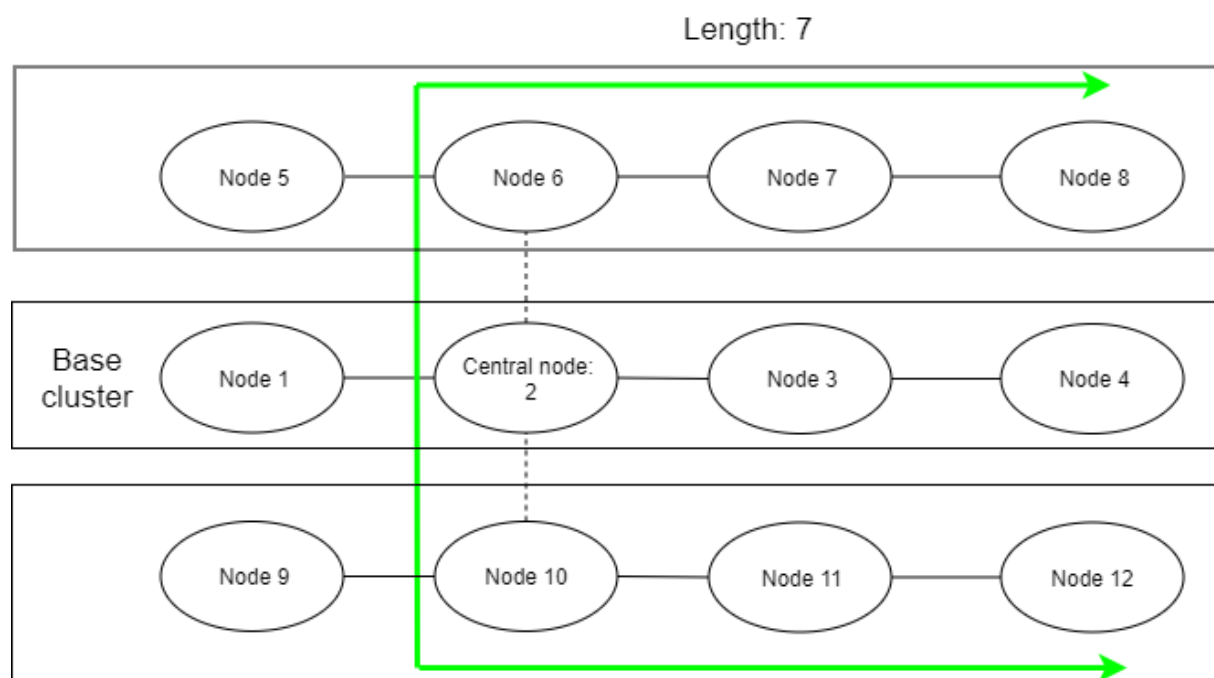 Length: 7
Node 5
Node 6
Node 7
Node 8
Base
cluster
Node 1
Central node:
2
Node 3
Node 4
Node 9
Node 10
Node 11
Node 12